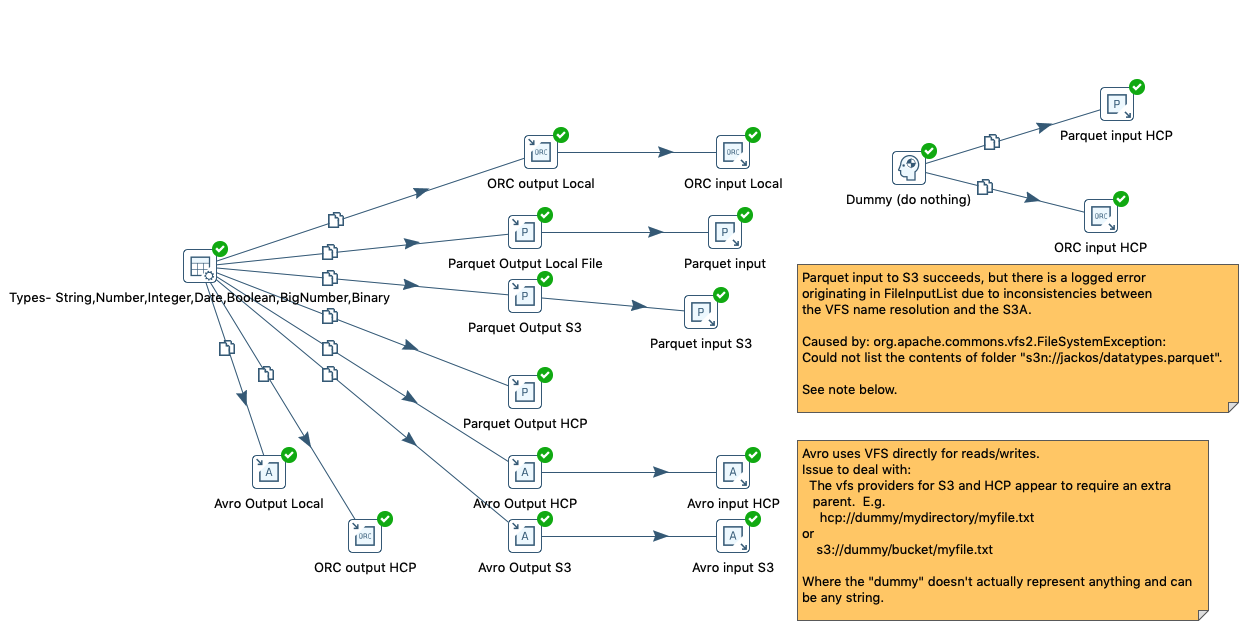 Parquet input HCP
ORC output Local
ORC input Local
Dummy (do nothing)
ORC input HCP
Parquet Output Local File
Parquet input
Types- String,Number,Integer,Date,Boolean,BigNumber,Binary
Parquet Output S3
Parquet input S3
Parquet Output HCP
Avro Output Local
Avro Output HCP
Avro input HCP
ORC output HCP
Avro Output S3
Avro input S3
Parquet input to S3 succeeds, but there is a logged error
originating in FileInputList due to inconsistencies between
the VFS name resolution and the S3A.
Caused by: org.apache.commons.vfs2.FileSystemException:
Could not list the contents of folder "s3n://jackos/datatypes.parquet".
See note below.
Avro uses VFS directly for reads/writes.
Issue to deal with:
The vfs providers for S3 and HCP appear to require an extra
parent.  E.g.
hcp://dummy/mydirectory/myfile.txt
or
s3://dummy/bucket/myfile.txt
Where the "dummy" doesn't actually represent anything and can
be any string.
P
ORC
ORC
ORC
P
P
P
P
P
A
A
A
ORC
A
A